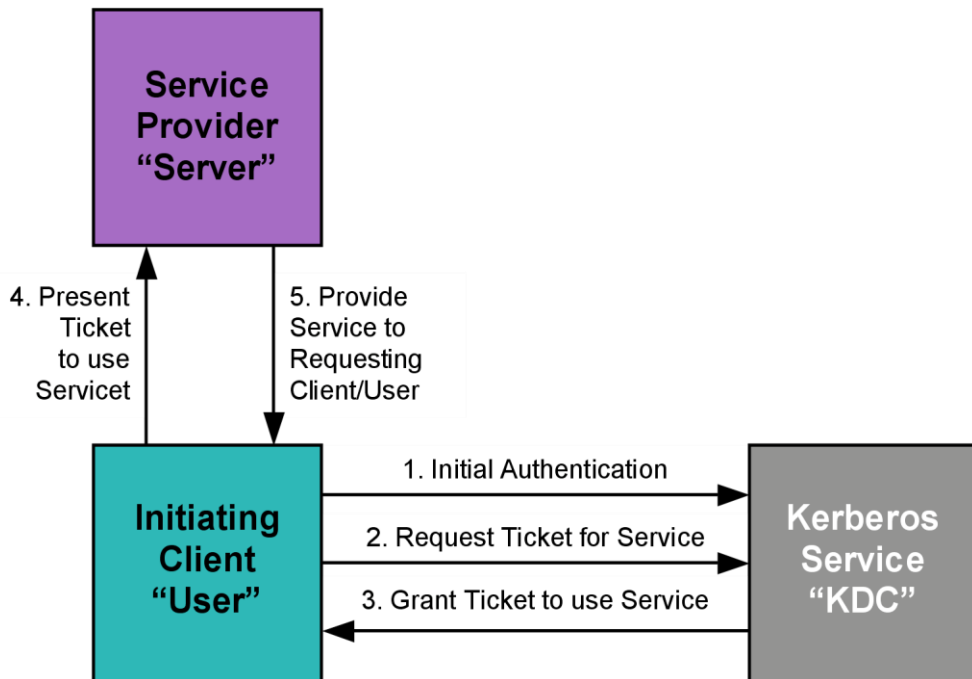 Service
Provider
“Server”
4. Present
Ticket
to use
Servicet
5. Provide
Service to
Requesting
Client/User
Initiating
Client
“User”
1. Initial Authentication
2. Request Ticket for Service
3. Grant Ticket to use Service
Kerberos
Service
“KDC”